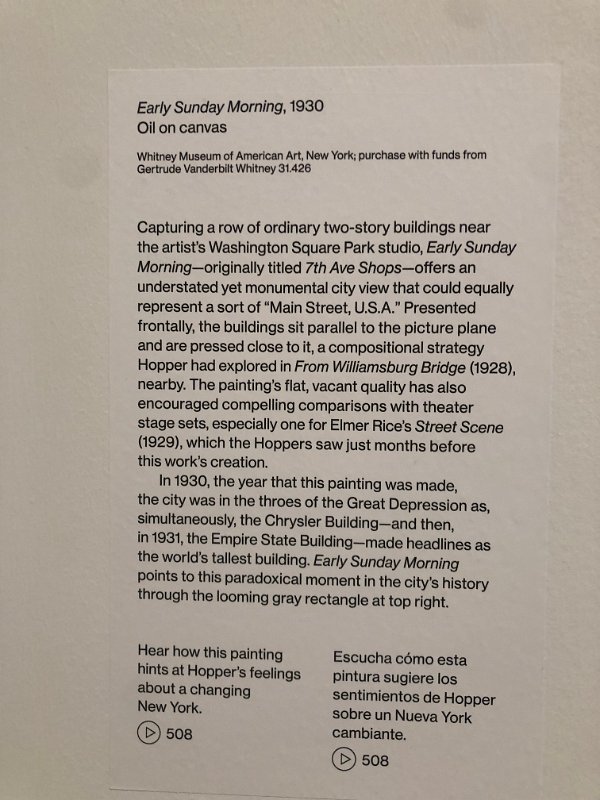 Early Sunday Morning, 1930
Oil on canvas
Whitney Museum of American Art, New York; purchase with funds from
Gertrude Vanderbilt Whitney 31.426
Capturing a row of ordinary two-story buildings near
the artist's Washington Square Park studio, Early Sunday
Morning—originally titled 7th Ave Shops—offers an
understated yet monumental city view that could equally
represent a sort of “Main Street, U.S.A.” Presented
frontally, the buildings sit parallel to the picture plane
and are pressed close to it, a compositional strategy
Hopper had explored in From Williamsburg Bridge (1928),
nearby. The painting's flat, vacant quality has also
encouraged compelling comparisons with theater
stage sets, especially one for Elmer Rice's Street Scene
(1929), which the Hoppers saw just months before
this work's creation.
In 1930, the year that this painting was made,
the city was in the throes of the Great Depression as,
simultaneously, the Chrysler Building—and then,
in 1931, the Empire State Building—made headlines as
the world's tallest building. Early Sunday Morning
points to this paradoxical moment in the city's history
through the looming gray rectangle at top right.
Hear how this painting
hints at Hopper's feelings
about a changing
New York.
508
Escucha cómo esta
pintura sugiere los
sentimientos de Hopper
sobre un Nueva York
cambiante.
508